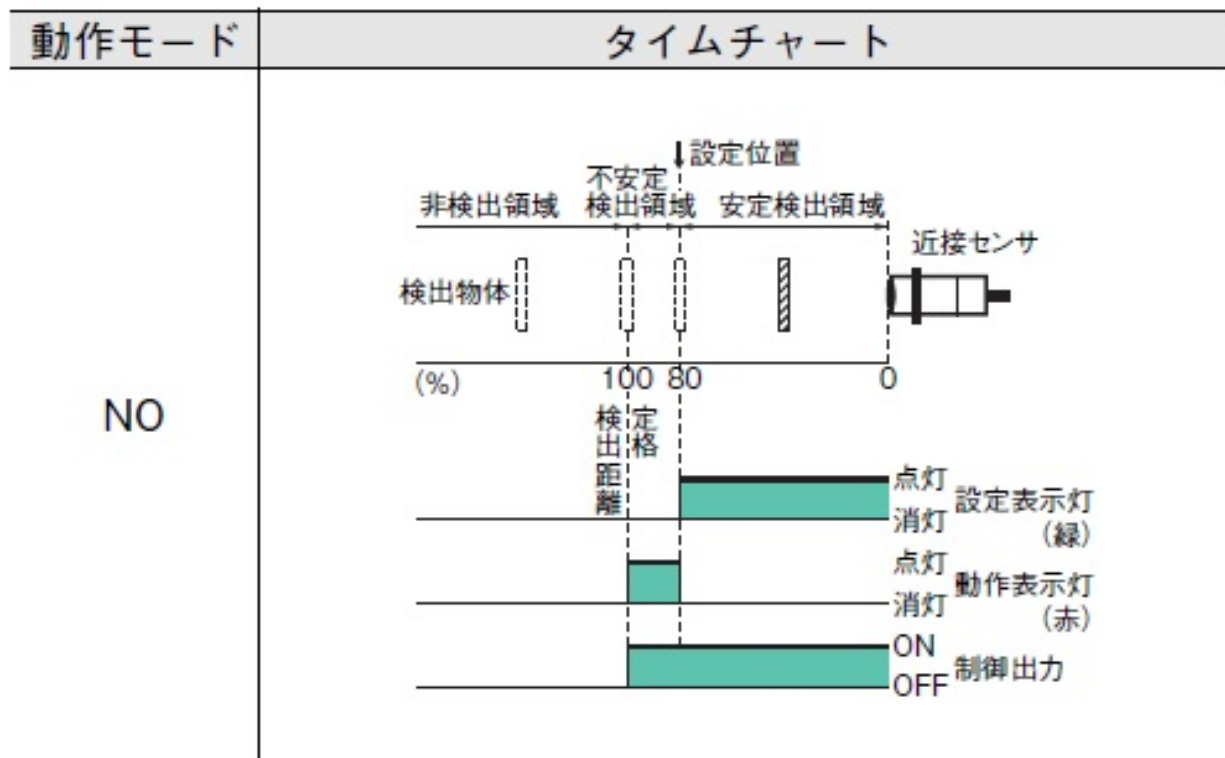 動作モード
タイムチャート
NO
設定位置
不安定
非検出領域
検出領域
安定検出領域
近接センサ
検出物体
(%)
100
80
0
検出距離
定格
点灯
消灯
設定表示灯
(緑)
点灯
消灯
動作表示灯
(赤)
ON
OFF
制御出力